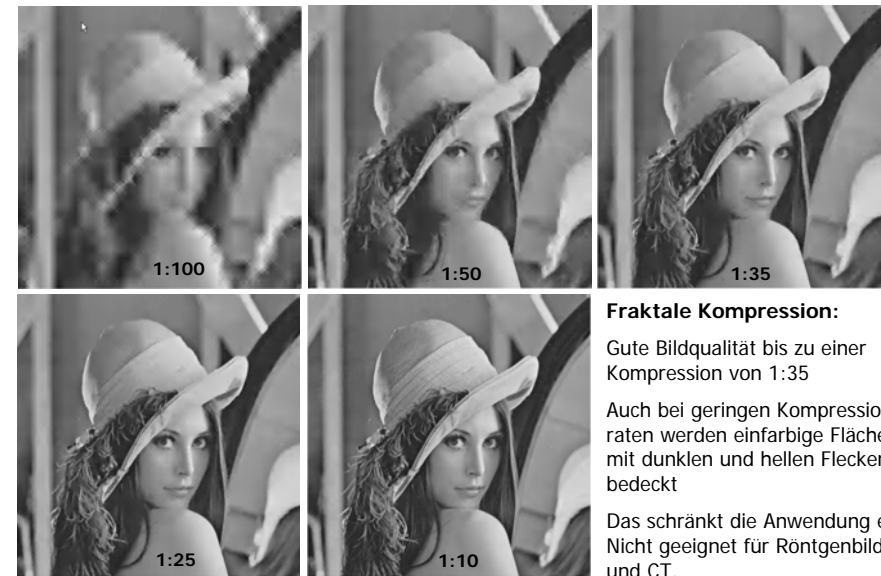 1:100
1:50
1:35
1:25
1:10
Fraktale Kompression:
Gute Bildqualität bis zu einer
Kompression von 1:35
Auch bei geringen Kompressio
raten werden einfarbige Fläche
mit dunklen und hellen Flecken
bedeckt
Das schränkt die Anwendung e
Nicht geeignet für Röntgenbild
und CT.